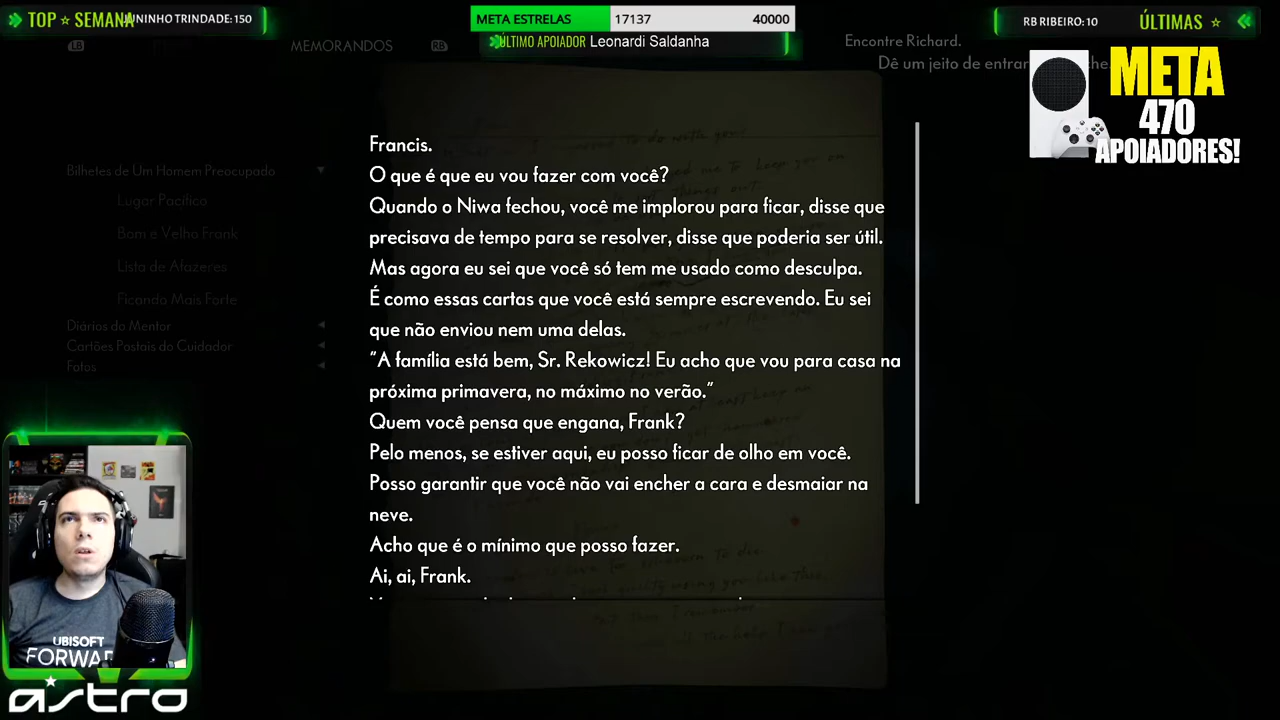 TOP ☆ SEMANA
JUNINHO TRINDADE: 150
META ESTRELAS 17137 40000
ÚLTIMO APOIADOR Leonardi Saldanha
RB RIBEIRO: 10
ÚLTIMAS ☆
LB
MEMORANDOS
RB
Encontre Richard.
Dê um jeito de entrar
META
470
APOIADORES!
Bilhetes de Um Homem Preocupado
Lugar Pacífico
Bom e Velho Frank
Lista de Afazeres
Ficando Mais Forte
Diários do Mentor
Cartões Postais do Cuidador
Fotos
Francis.
O que é que eu vou fazer com você?
Quando o Niwa fechou, você me implorou para ficar, disse que
precisava de tempo para se resolver, disse que poderia ser útil.
Mas agora eu sei que você só tem me usado como desculpa.
É como essas cartas que você está sempre escrevendo. Eu sei
que não enviou nem uma delas.
"A família está bem, Sr. Rekowicz! Eu acho que vou para casa na
próxima primavera, no máximo no verão."
Quem você pensa que engana, Frank?
Pelo menos, se estiver aqui, eu posso ficar de olho em você.
Posso garantir que você não vai encher a cara e desmaiar na
neve.
Acho que é o mínimo que posso fazer.
Ai, ai, Frank.
UBISOFT
FORWAR
astro